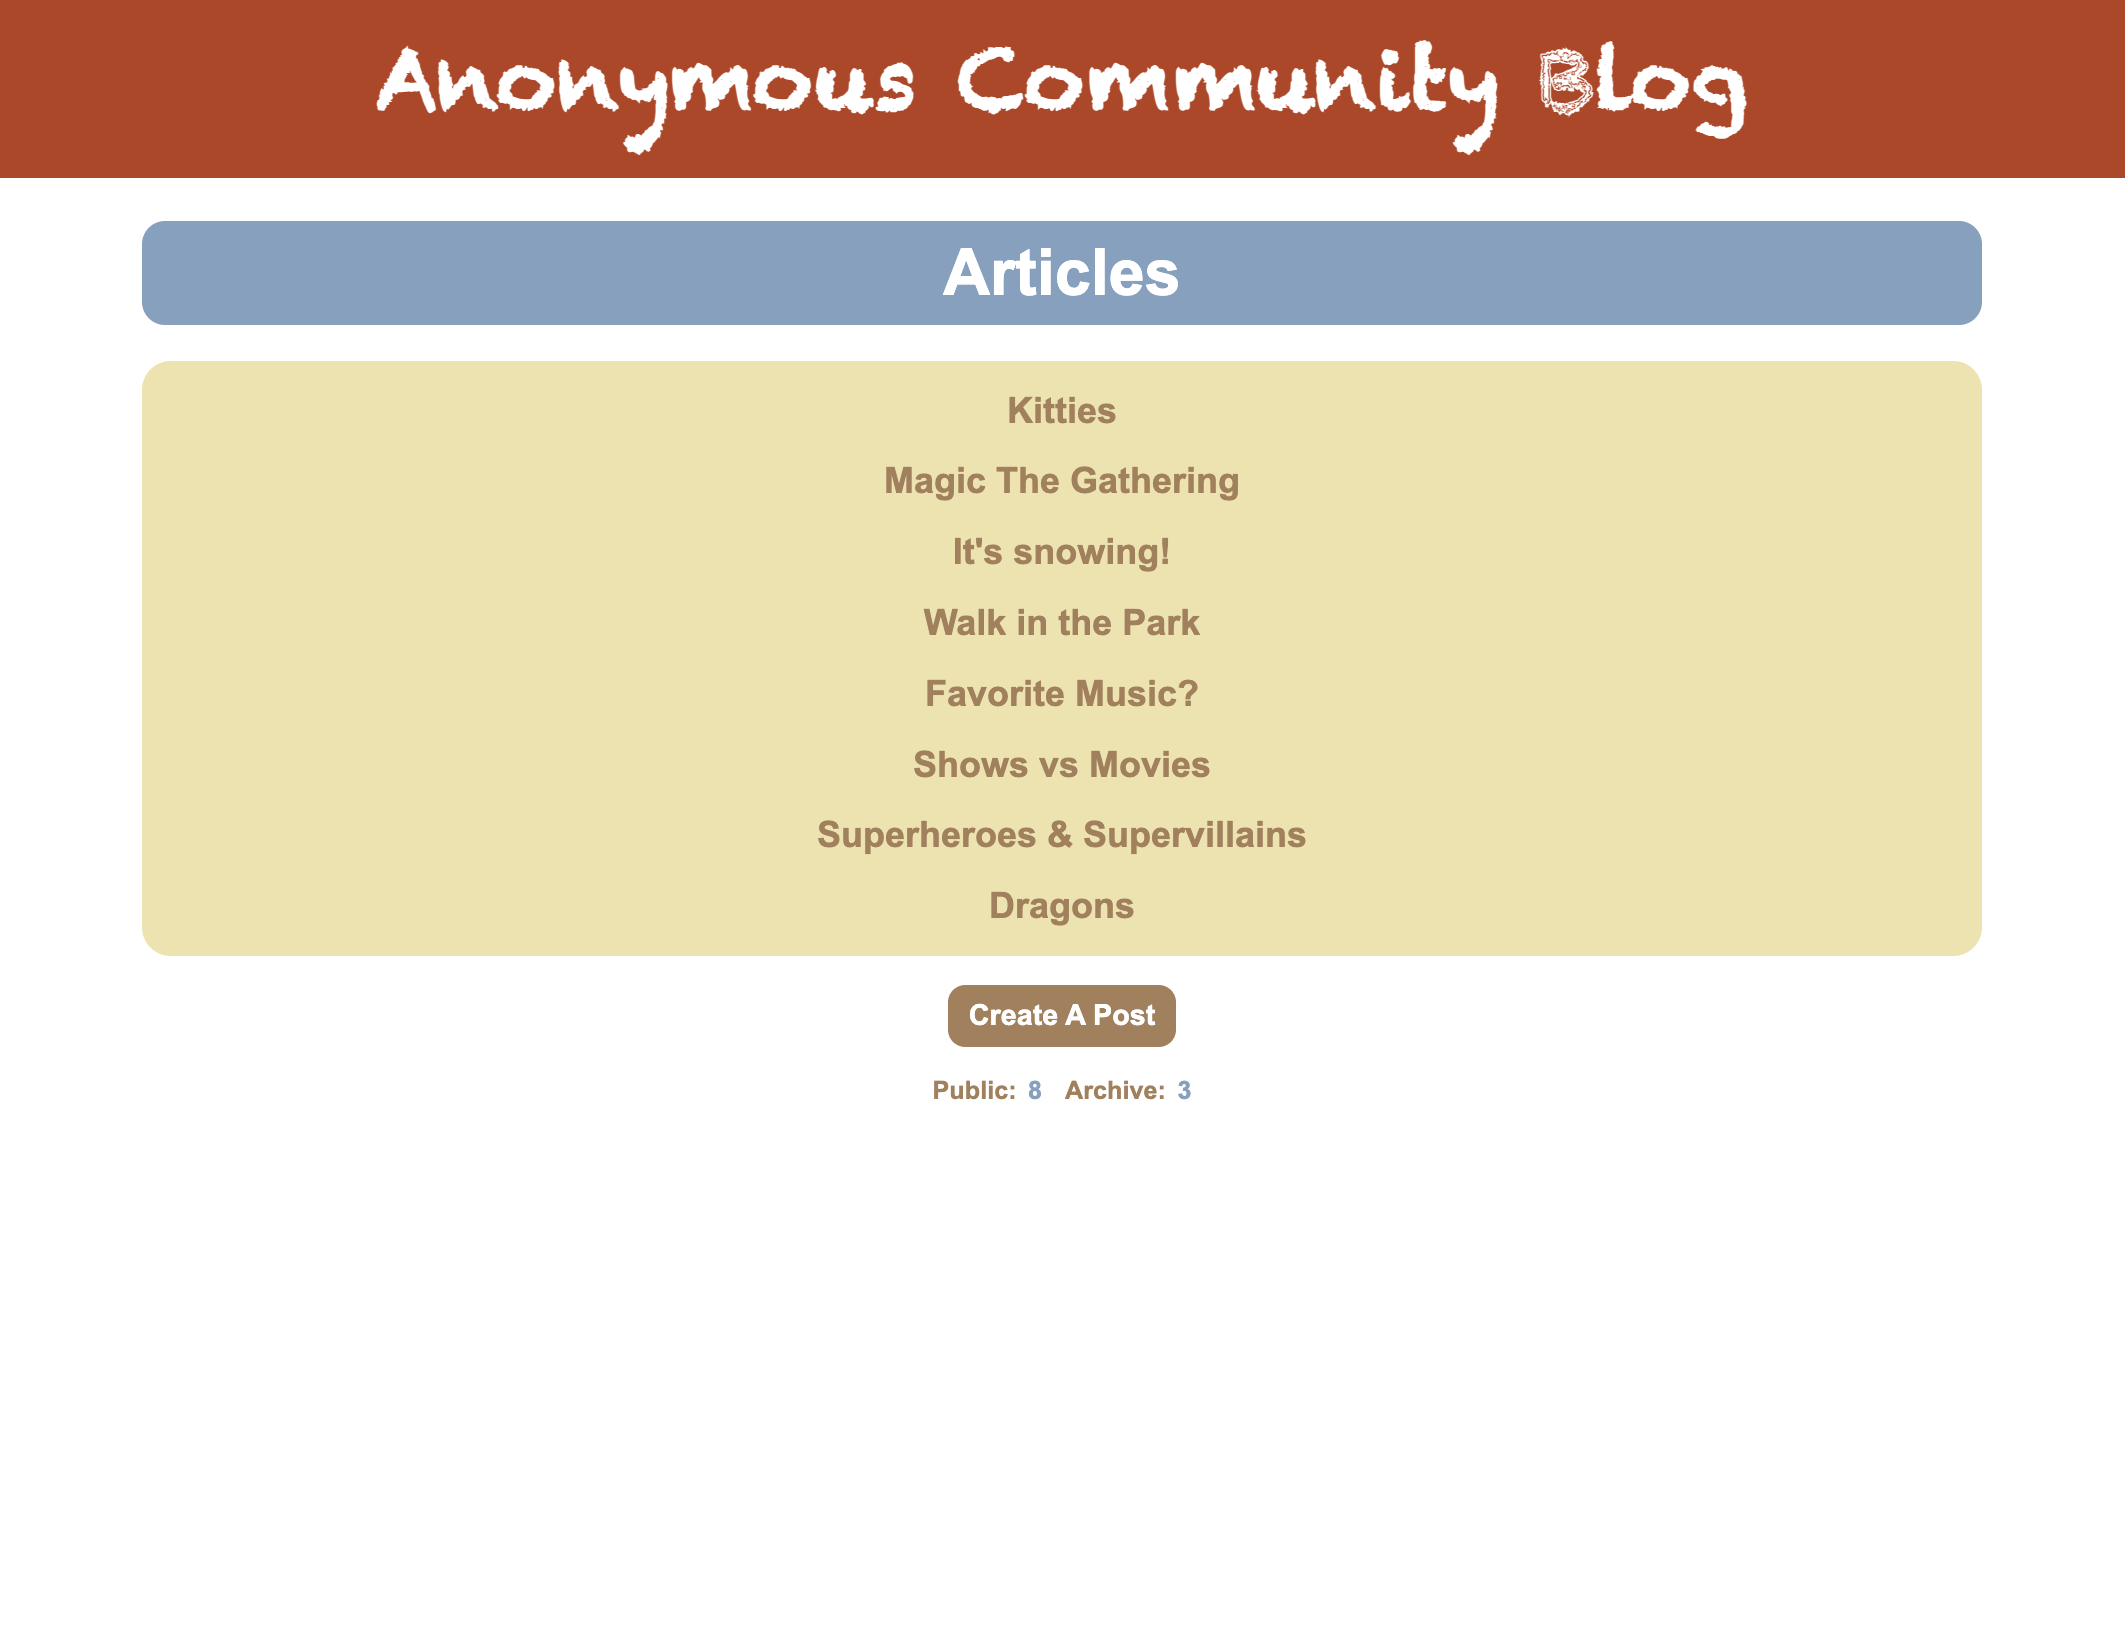 Anonymous Community Blog
Articles
Kitties
Magic The Gathering
It's snowing!
Walk in the Park
Favorite Music?
Shows vs Movies
Superheroes & Supervillains
Dragons
Create A Post
Public: 8 Archive: 3